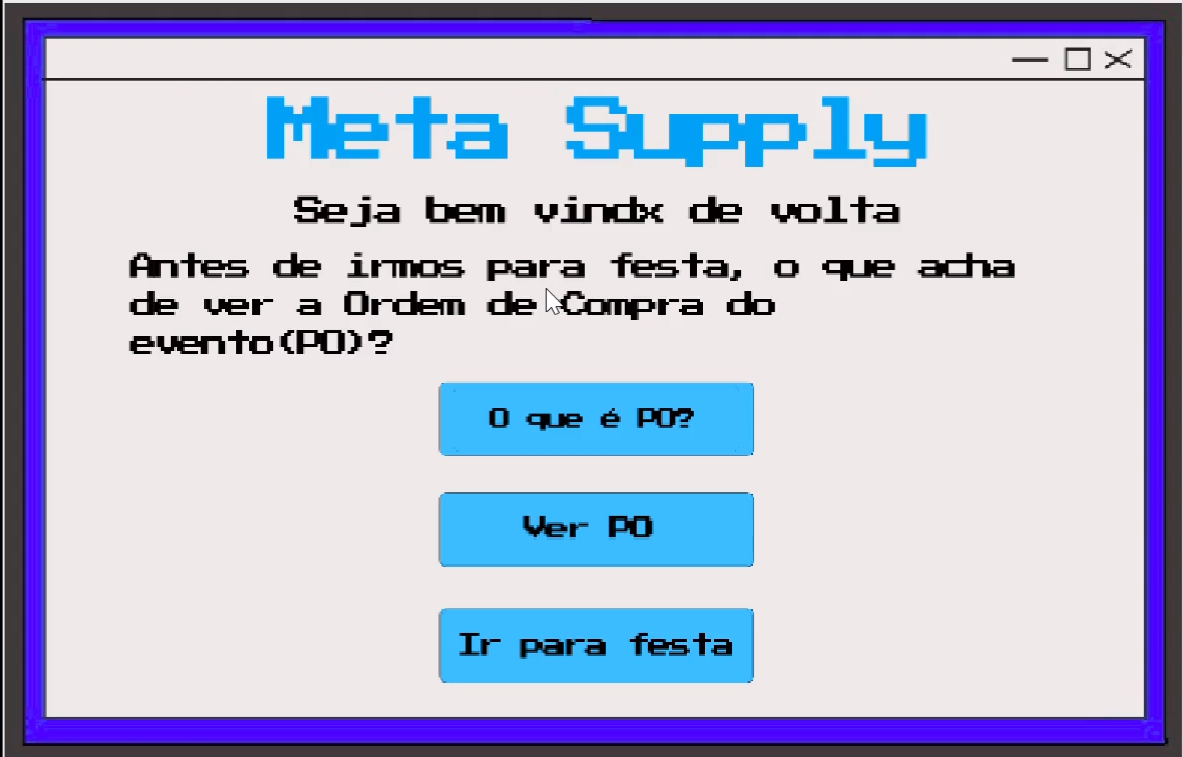 Meta Supply
Seja bem vindx de volta
Antes de irmos para festa, o que acha
de ver a Ordem de Compra do
evento(PO)?
O que é PO?
Ver PO
Ir para festa